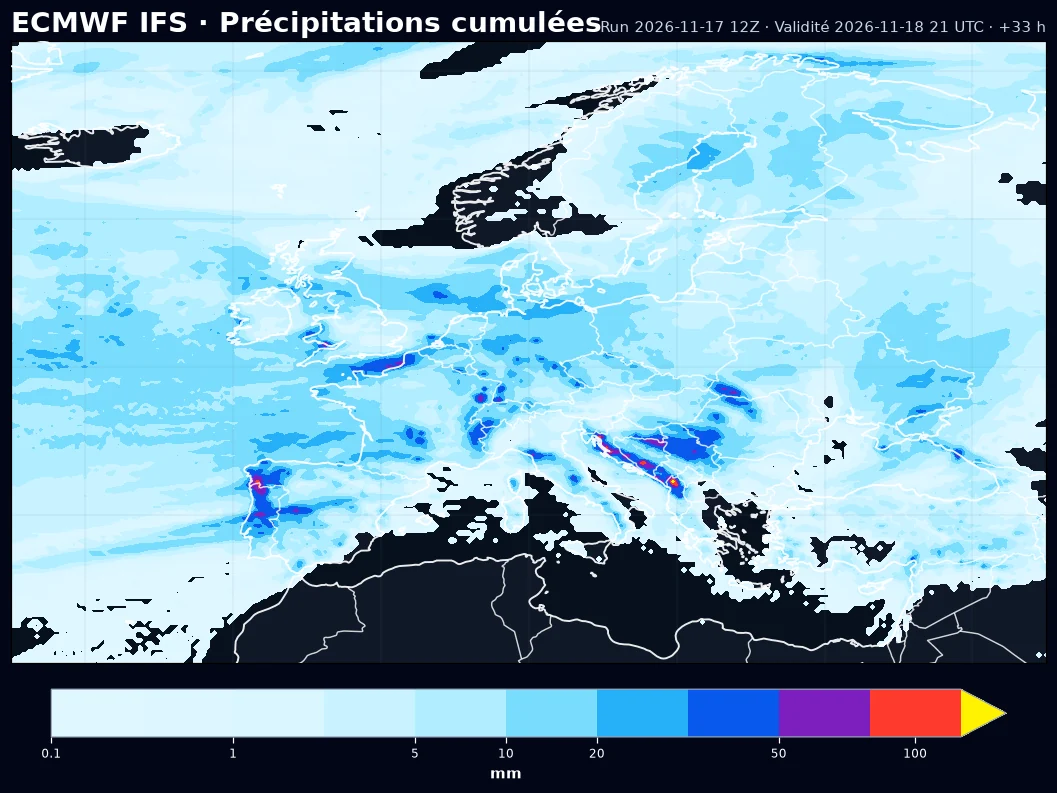 ECMWF IFS · Précipitations cumulées
Run 2026-11-17 12Z · Validité 2026-11-18 21 UTC · +33 h
0.1 1 5 10 20 50 100
mm